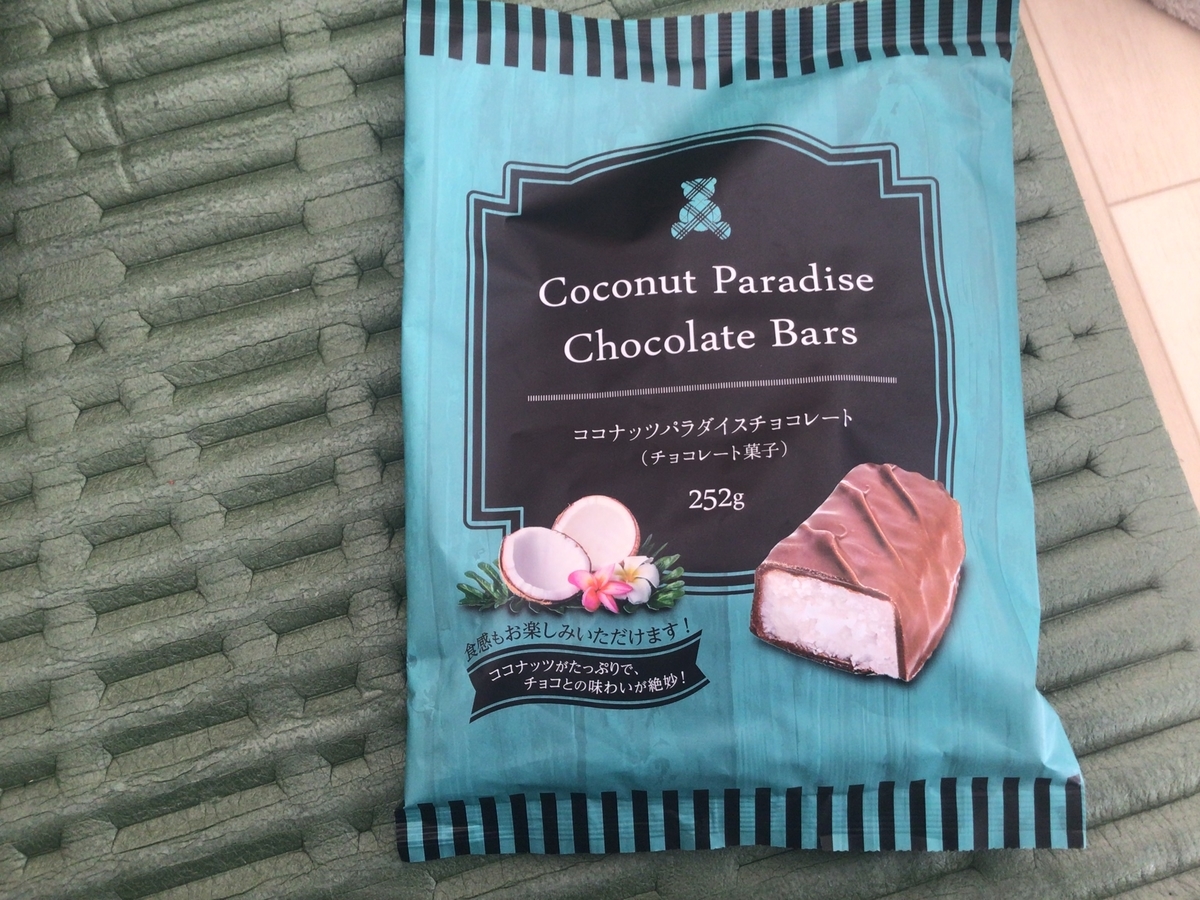 Coconut Paradise
Chocolate Bars
ココナッツパラダイスチョコレート
（チョコレート菓子）
252g
食感もお楽しみいただけます！
ココナッツがたっぷりで、
チョコとの味わいが絶妙！